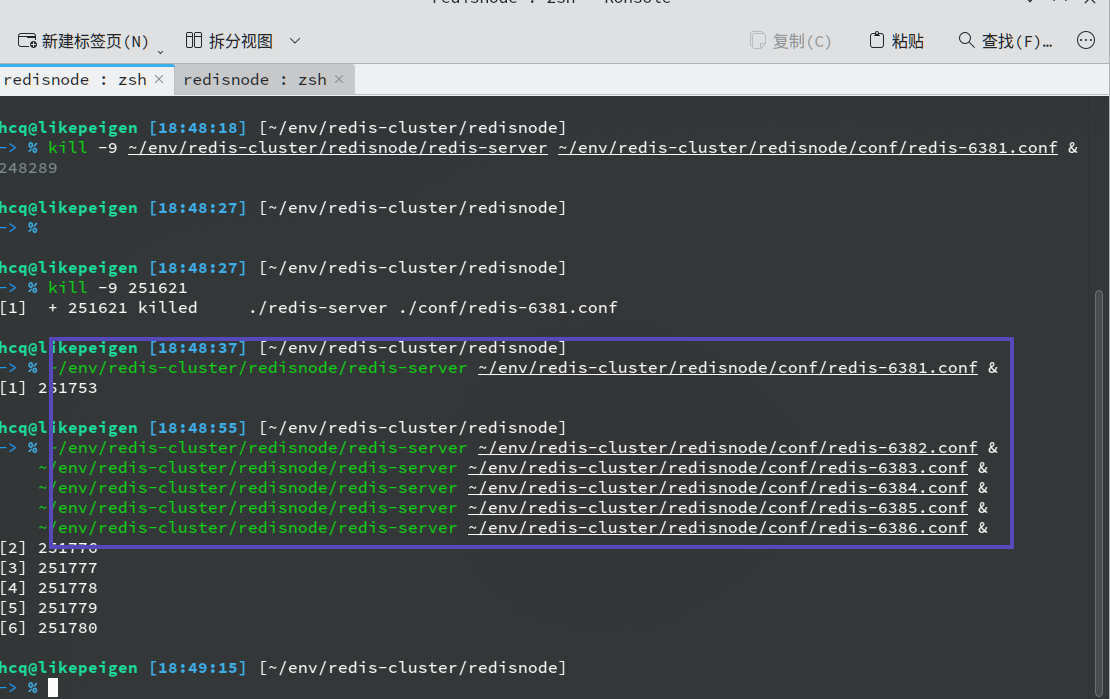 redisnode : zsh — Konsole
新建标签页(N) 拆分视图 复制(C) 粘贴 查找(F)…
redisnode : zsh × redisnode : zsh ×
hcq@likepeigen [18:48:18] [~/env/redis-cluster/redisnode]
-> % kill -9 ~/env/redis-cluster/redisnode/redis-server ~/env/redis-cluster/redisnode/conf/redis-6381.conf &
248289
hcq@likepeigen [18:48:27] [~/env/redis-cluster/redisnode]
-> %
hcq@likepeigen [18:48:27] [~/env/redis-cluster/redisnode]
-> % kill -9 251621
[1]  + 251621 killed     ./redis-server ./conf/redis-6381.conf
hcq@likepeigen [18:48:37] [~/env/redis-cluster/redisnode]
-> % ~/env/redis-cluster/redisnode/redis-server ~/env/redis-cluster/redisnode/conf/redis-6381.conf &
[1] 251753
hcq@likepeigen [18:48:55] [~/env/redis-cluster/redisnode]
-> % ~/env/redis-cluster/redisnode/redis-server ~/env/redis-cluster/redisnode/conf/redis-6382.conf &
~/env/redis-cluster/redisnode/redis-server ~/env/redis-cluster/redisnode/conf/redis-6383.conf &
~/env/redis-cluster/redisnode/redis-server ~/env/redis-cluster/redisnode/conf/redis-6384.conf &
~/env/redis-cluster/redisnode/redis-server ~/env/redis-cluster/redisnode/conf/redis-6385.conf &
~/env/redis-cluster/redisnode/redis-server ~/env/redis-cluster/redisnode/conf/redis-6386.conf &
[2] 251776
[3] 251777
[4] 251778
[5] 251779
[6] 251780
hcq@likepeigen [18:49:15] [~/env/redis-cluster/redisnode]
-> %